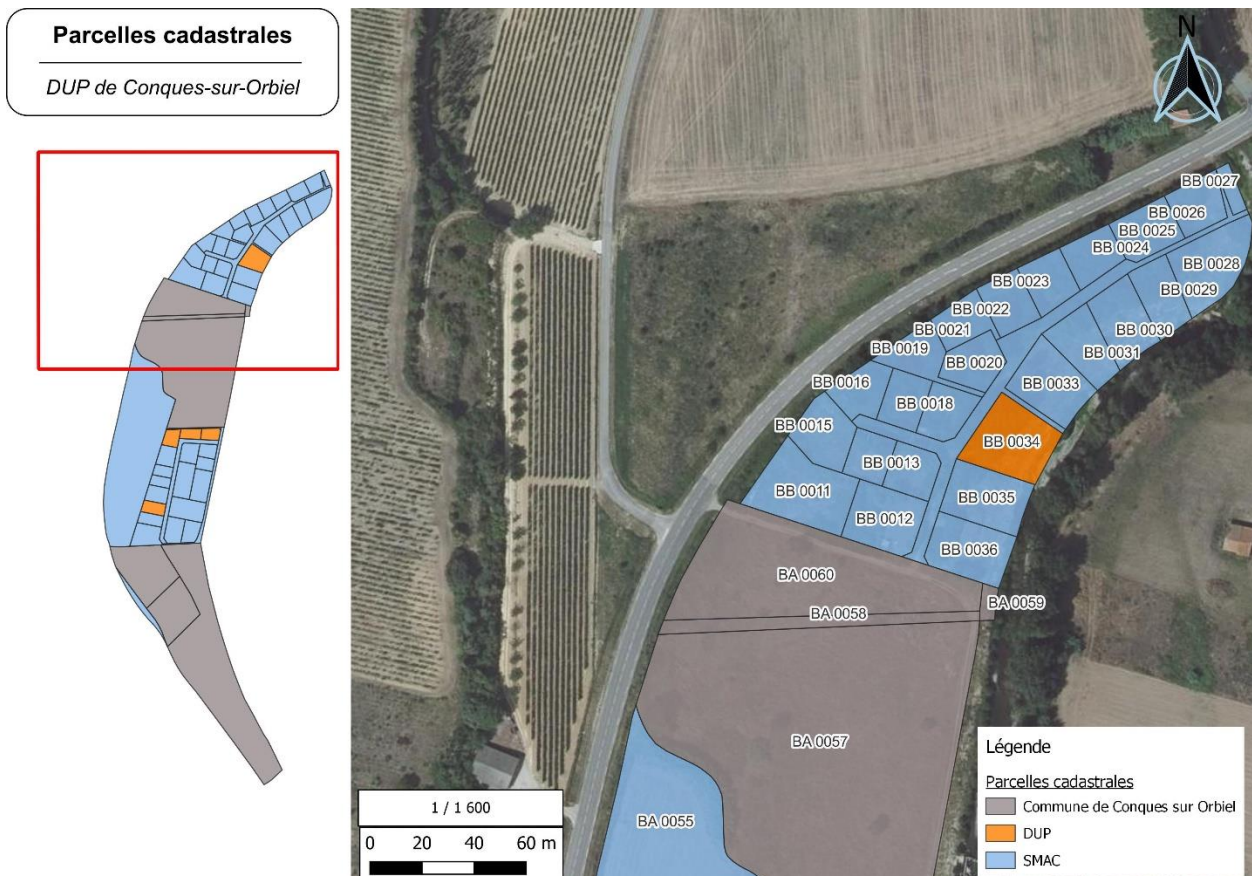 Parcelles cadastrales
DUP de Conques-sur-Orbiel
N
BB 0027
BB 0026
BB 0025
BB 0024
BB 0028
BB 0023
BB 0029
BB 0022
BB 0021
BB 0030
BB 0019
BB 0031
BB 0020
BB 0016
BB 0033
BB 0018
BB 0015
BB 0034
BB 0013
BB 0011
BB 0035
BB 0012
BB 0036
BA 0060
BA 0059
BA 0058
BA 0057
BA 0055
1 / 1 600
0 20 40 60 m
Légende
Parcelles cadastrales
Commune de Conques sur Orbiel
DUP
SMAC